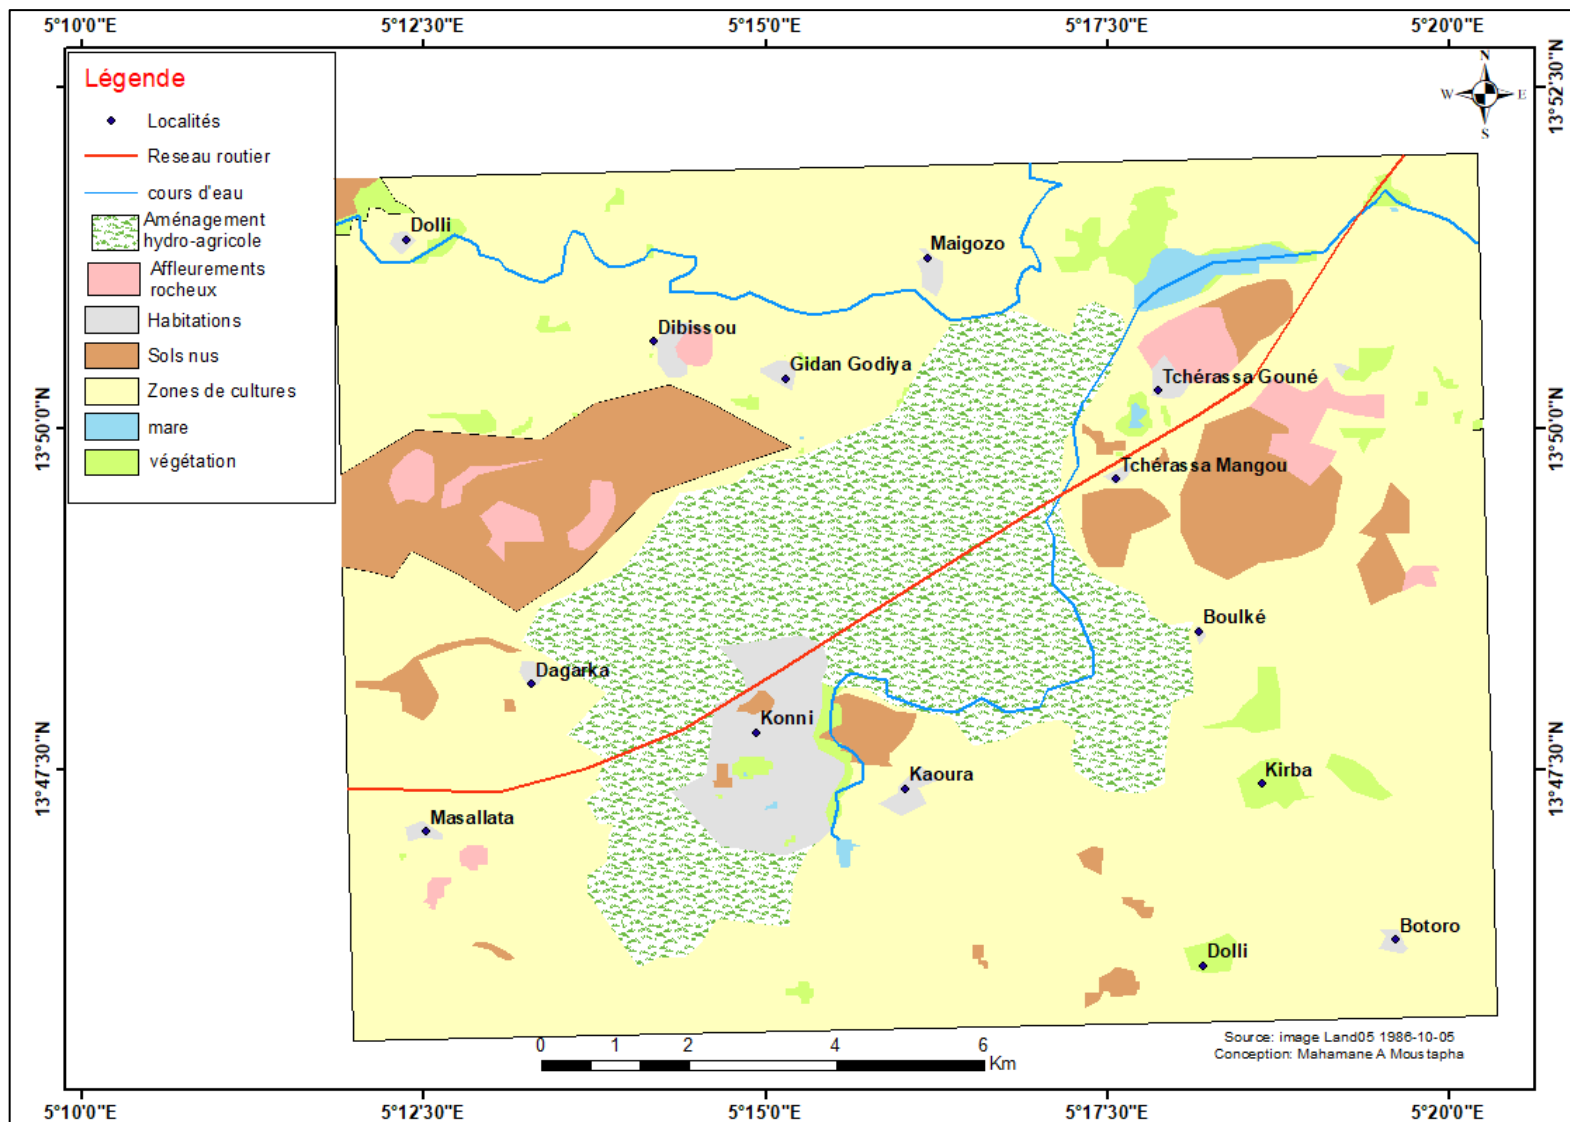 5°10'0"E 5°12'30"E 5°15'0"E 5°17'30"E 5°20'0"E
13°52'30"N
13°50'0"N
13°47'30"N
13°50'0"N
13°47'30"N
N
W E
S
Légende
Localités
Reseau routier
cours d'eau
Aménagement
hydro-agricole
Affleurements
rocheux
Habitations
Sols nus
Zones de cultures
mare
végétation
Dolli
Maigozo
Dibissou
Gidan Godiya
Tchérassa Gouné
Tchérassa Mangou
Boulké
Dagarka
Konni
Kaoura
Kirba
Masallata
Botoro
Dolli
0 1 2 4 6
Km
Source: image Land05 1986-10-05
Conception: Mahamane A Moustapha
5°10'0"E 5°12'30"E 5°15'0"E 5°17'30"E 5°20'0"E